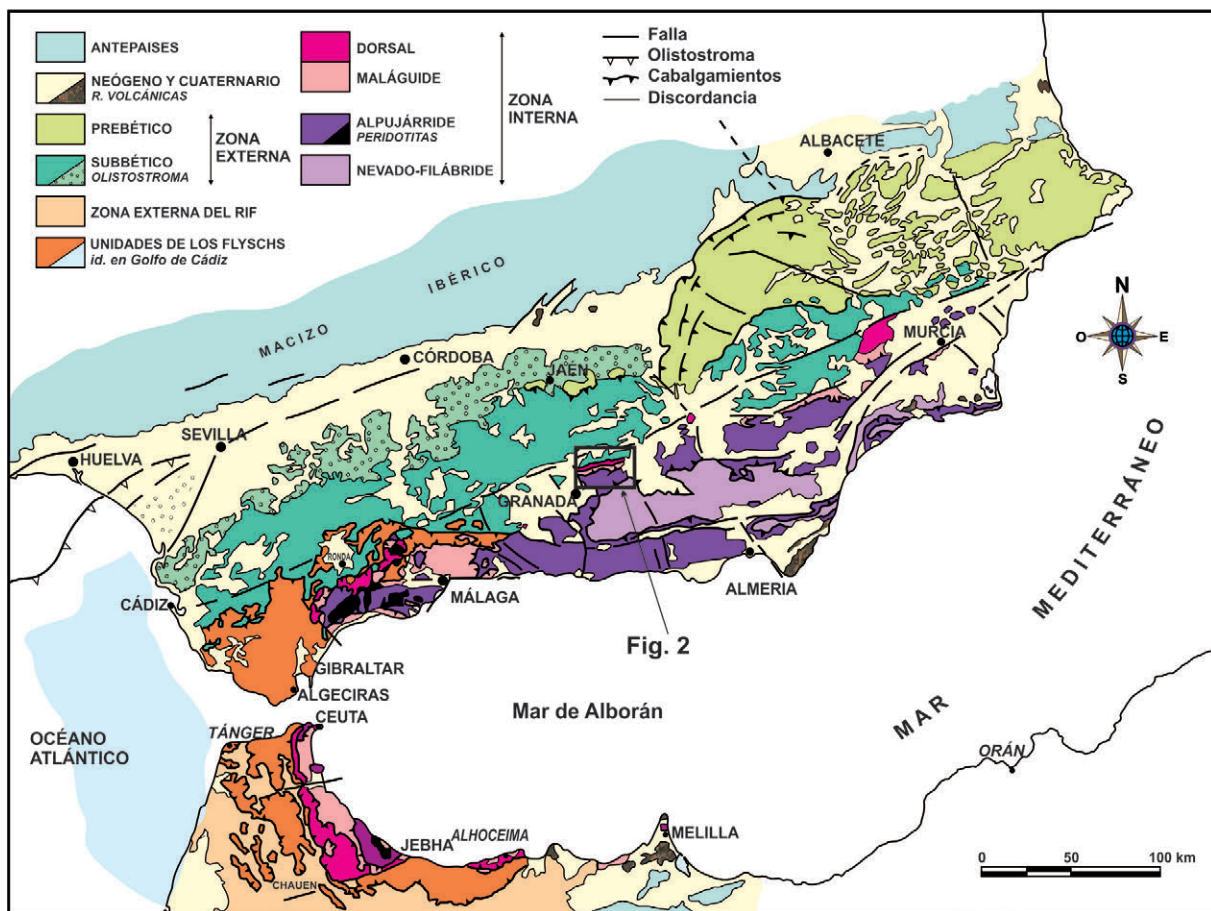 ANTEPAISES
NEÓGENO Y CUATERNARIO
R. VOLCÁNICAS
PREBÉTICO
SUBBÉTICO
OLISTOSTROMA
ZONA
EXTERNA
ZONA EXTERNA DEL RIF
UNIDADES DE LOS FLYSCHS
id. en Golfo de Cádiz
DORSAL
MALÁGUIDE
ALPUJÁRRIDE
PERIDOTITAS
NEVADO-FILÁBRIDE
ZONA
INTERNA
Falla
Olistostroma
Cabalgamientos
Discordancia
ALBACETE
MACIZO IBÉRICO
N
O
E
S
MURCIA
CÓRDOBA
JAEN
SEVILLA
HUELVA
GRANADA
RONDA
ALMERIA
MÁLAGA
CÁDIZ
Fig. 2
GIBRALTAR
ALGECIRAS
CEUTA
TÁNGER
OCÉANO
ATLÁNTICO
Mar de Alborán
MAR MEDITERRÁNEO
ORÁN
JEBHA
ALHOCEIMA
MELILLA
CHAUEN
0 50 100 km